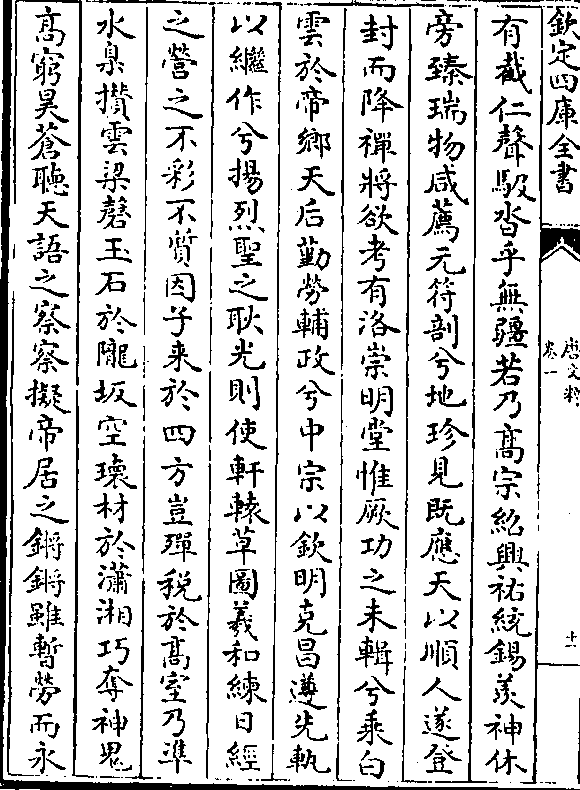 欽定四庫全書
唐文粹
卷一
十一
有截仁聲馺沓乎無疆若乃髙宗紹興祐統錫羨神休
旁臻瑞物咸薦元符剖兮地珍見既應天以順人遂登
封而降禪將欲考有洛崇明堂惟厥功之未輯兮乘白
雲於帝鄉天后勤勞輔政兮中宗以欽明克昌遵先軌
以繼作兮揚烈聖之耿光則使軒轅草圖羲和練日經
之營之不彩不質因子來於四方豈殫税於髙室乃凖
水臬攅雲梁磬玉石於隴坂空瓌材於瀟湘巧奪神鬼
髙窮昊蒼聴天語之察察擬帝居之鏘鏘雖暫勞而永